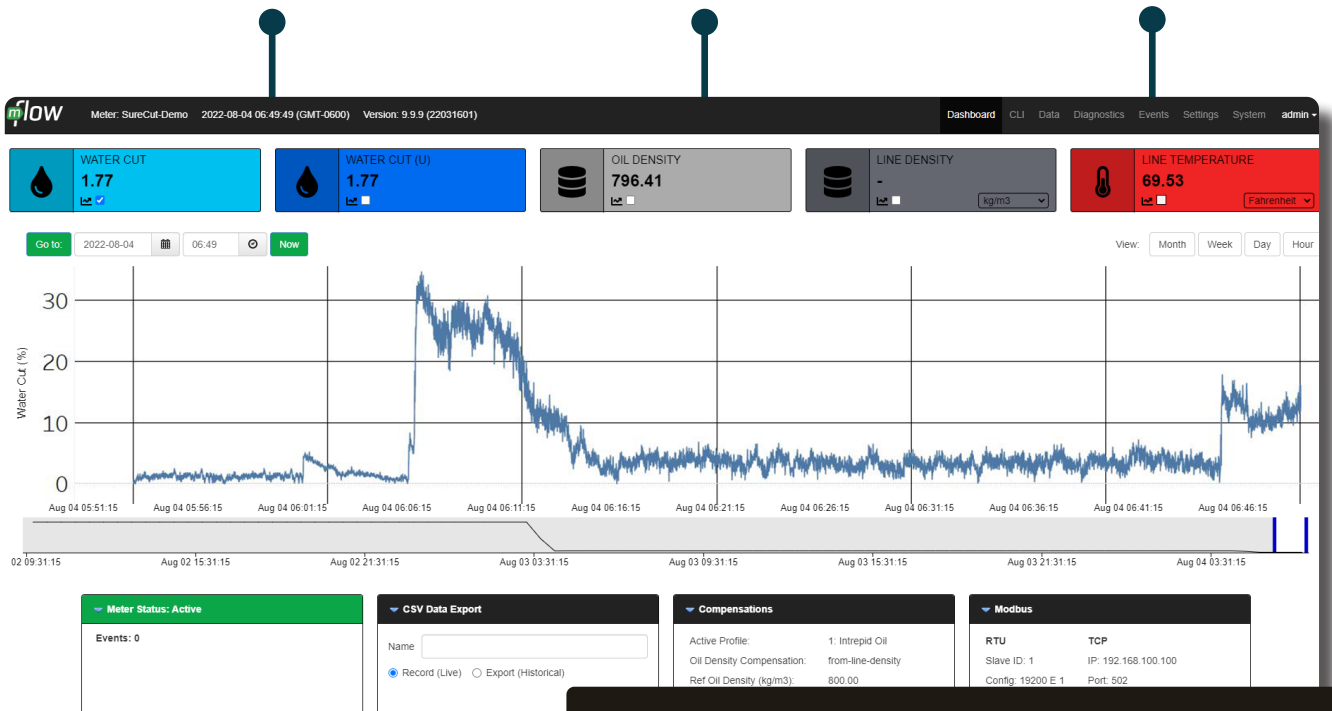 mflow
Meter: SureCut-Demo 2022-08-04 06:49:49 (GMT-0600) Version: 9.9.9 (22031601)
Dashboard CLI Data Diagnostics Events Settings System admin
WATER CUT
1.77
WATER CUT (U)
1.77
OIL DENSITY
796.41
LINE DENSITY
-
kg/m3
LINE TEMPERATURE
69.53
Fahrenheit
Go to: 2022-08-04 06:49 Now
View: Month Week Day Hour
Water Cut (%)
30
20
10
0
Aug 04 05:51:15 Aug 04 05:56:15 Aug 04 06:01:15 Aug 04 06:06:15 Aug 04 06:11:15 Aug 04 06:16:15 Aug 04 06:21:15 Aug 04 06:26:15 Aug 04 06:31:15 Aug 04 06:36:15 Aug 04 06:41:15 Aug 04 06:46:15
02 09:31:15 Aug 02 15:31:15 Aug 02 21:31:15 Aug 03 03:31:15 Aug 03 09:31:15 Aug 03 15:31:15 Aug 03 21:31:15 Aug 04 03:31:15
Meter Status: Active
Events: 0
CSV Data Export
Name
Record (Live) Export (Historical)
Compensations
Active Profile: 1: Intrepid Oil
Oil Density Compensation: from-line-density
Ref Oil Density (kg/m3): 800.00
Modbus
RTU TCP
Slave ID: 1 IP: 192.168.100.100
Config: 19200 E 1 Port: 502